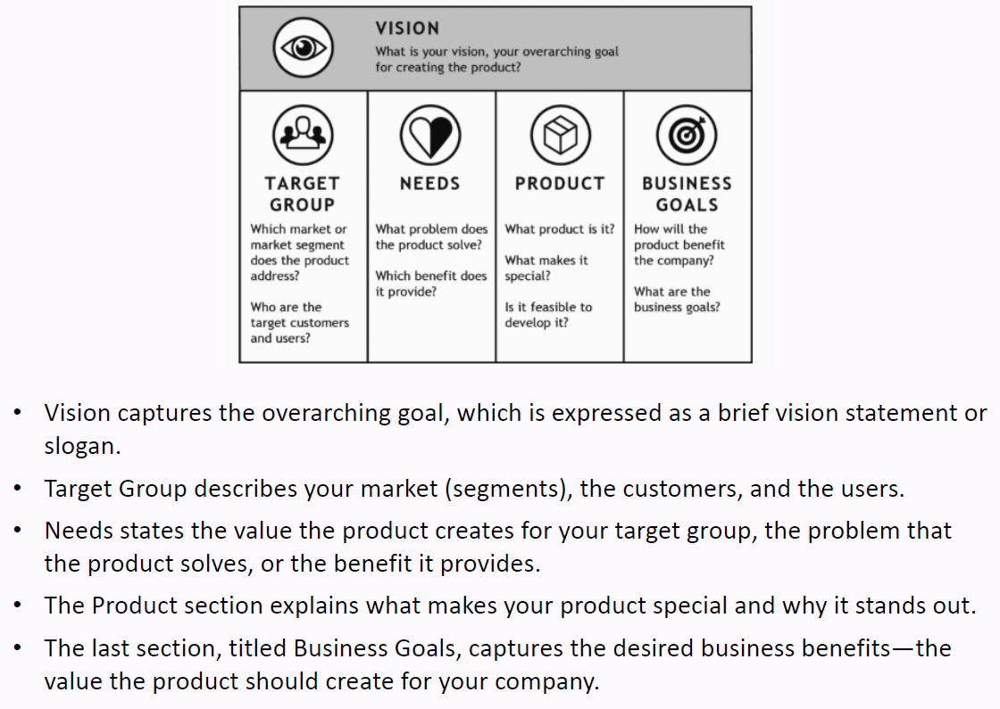 VISION
What is your vision, your overarching goal
for creating the product?
TARGET
GROUP
Which market or
market segment
does the product
address?
Who are the
target customers
and users?
NEEDS
What problem does
the product solve?
Which benefit does
it provide?
PRODUCT
What product is it?
What makes it
special?
Is it feasible to
develop it?
BUSINESS
GOALS
How will the
product benefit
the company?
What are the
business goals?
• Vision captures the overarching goal, which is expressed as a brief vision statement or
slogan.
• Target Group describes your market (segments), the customers, and the users.
• Needs states the value the product creates for your target group, the problem that
the product solves, or the benefit it provides.
• The Product section explains what makes your product special and why it stands out.
• The last section, titled Business Goals, captures the desired business benefits—the
value the product should create for your company.